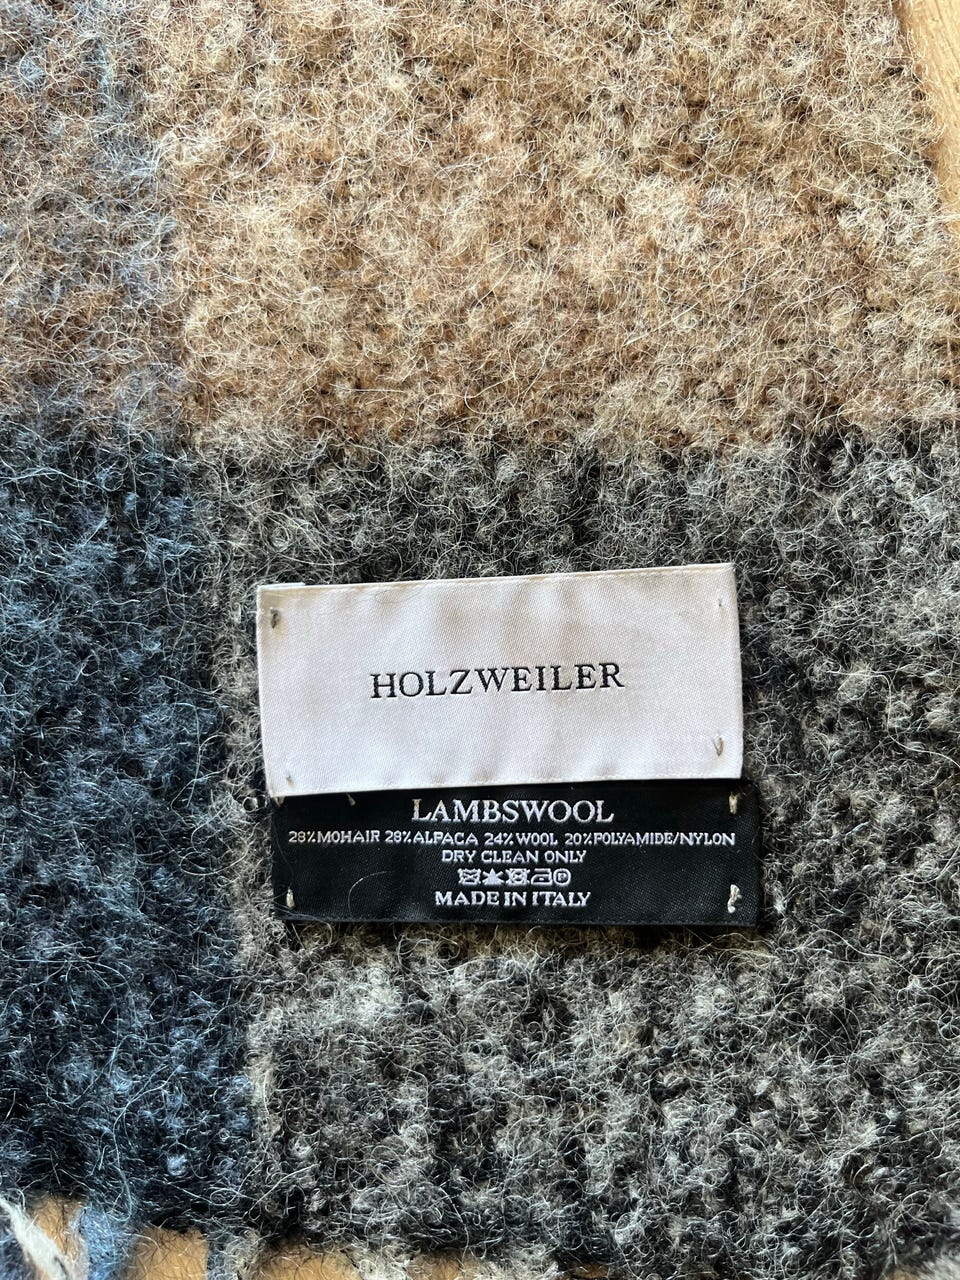 HOLZWEILER
LAMBSWOOL
28%MOHAIR 28%ALPACA 24%WOOL 20%POLYAMIDE/NYLON
DRY CLEAN ONLY
MADE IN ITALY